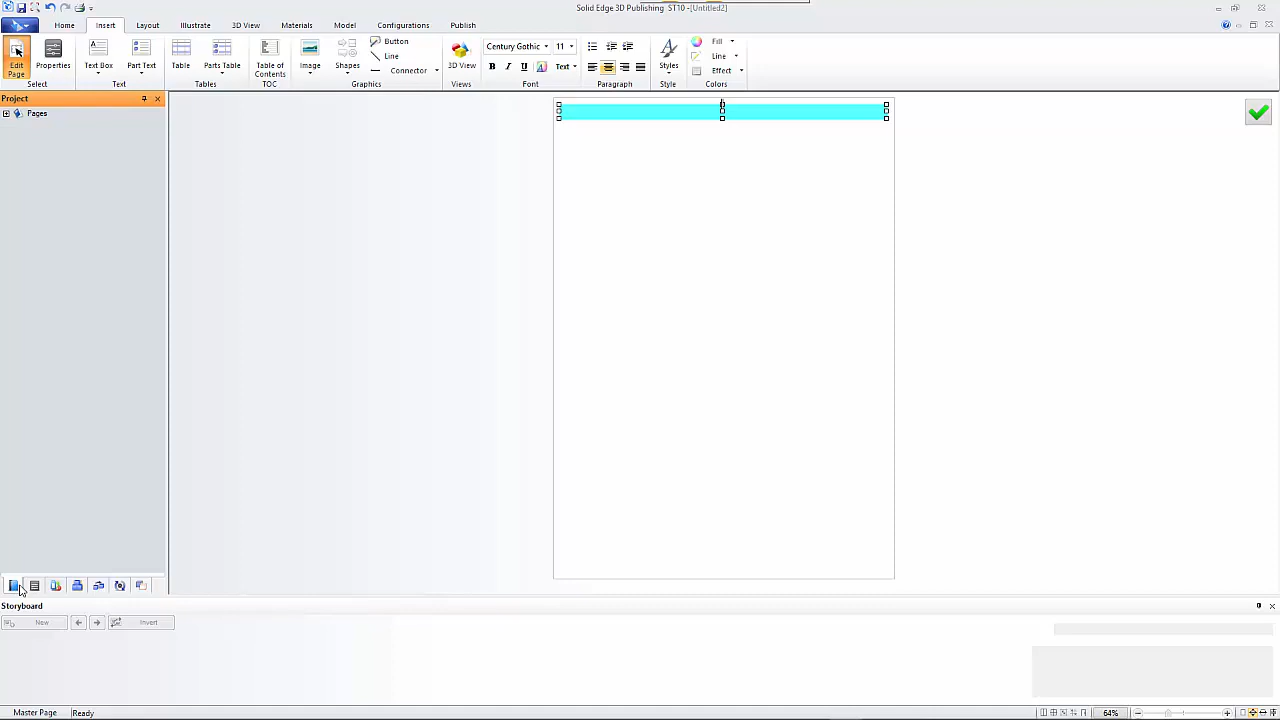 Solid Edge 3D Publishing ST10 -[Untitled2]
Home Insert Layout Illustrate 3D View Materials Model Configurations Publish
Edit Page
Properties
Text Box
Part Text
Table
Parts Table
Table of Contents
Image
Shapes
Button
Line
Connector
3D View
Century Gothic 11
B I U A Text
Styles
Fill
Line
Effect
Select Text Tables TOC Graphics Views Font Paragraph Style Colors
Project
Pages
Storyboard
New Invert
Master Page Ready 64%